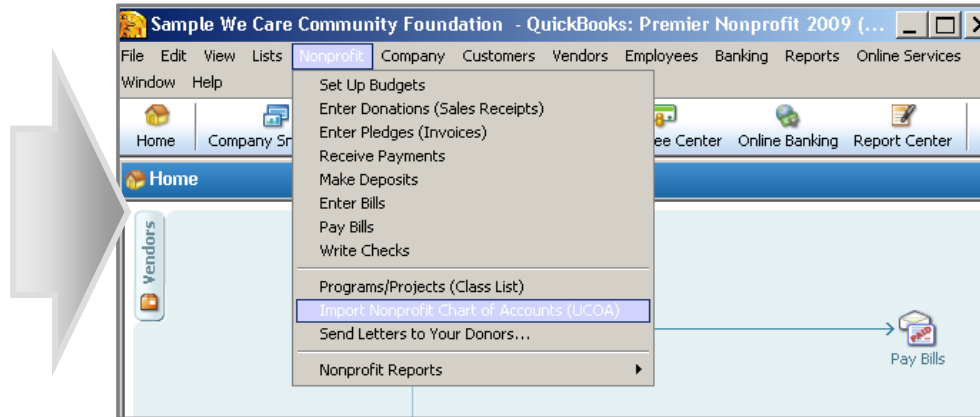 Sample We Care Community Foundation - QuickBooks: Premier Nonprofit 2009 (...
File Edit View Lists Nonprofit Company Customers Vendors Employees Banking Reports Online Services
Window Help
Set Up Budgets
Enter Donations (Sales Receipts)
Enter Pledges (Invoices)
Receive Payments
Make Deposits
Enter Bills
Pay Bills
Write Checks
Programs/Projects (Class List)
Import Nonprofit Chart of Accounts (UCOA)
Send Letters to Your Donors...
Nonprofit Reports
Home Company Center Online Banking Report Center
Home
Vendors
PAID
Pay Bills